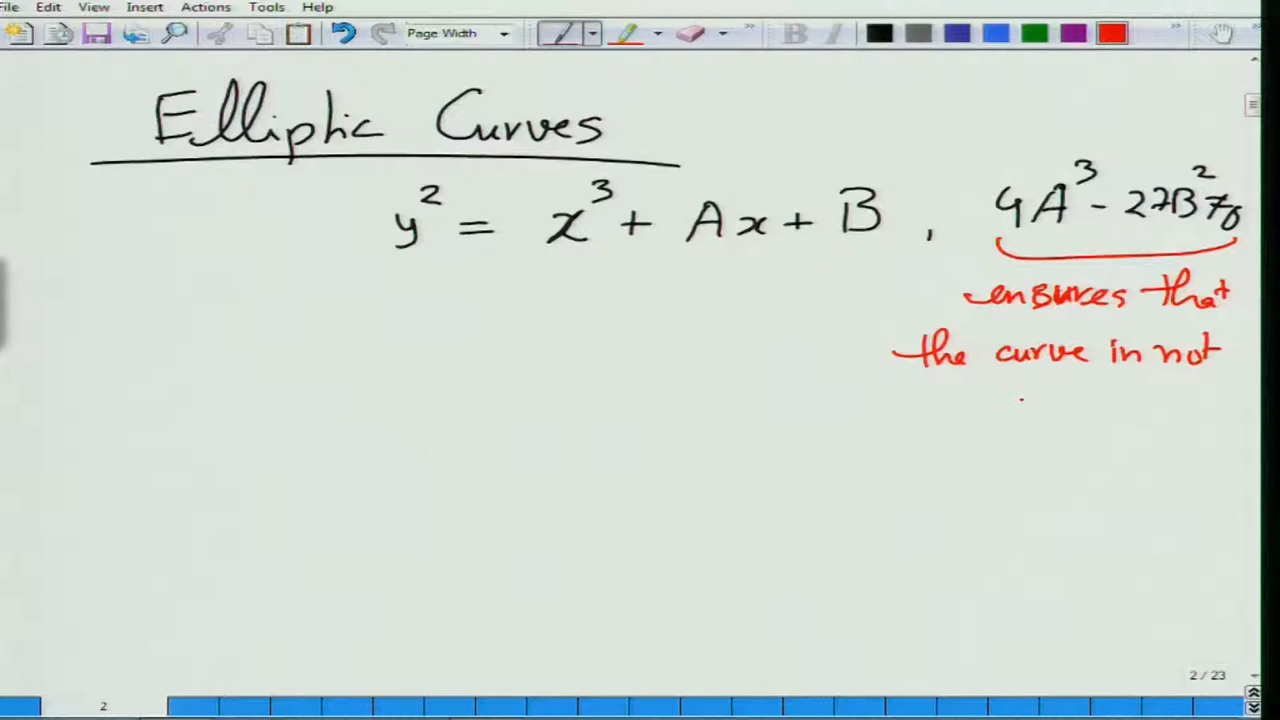 File Edit View Insert Actions Tools Help
Page Width
Elliptic Curves
y² = x³ + Ax + B , 4A³ - 27B² ≠ 0
ensures that
the curve in not
2 / 23
2